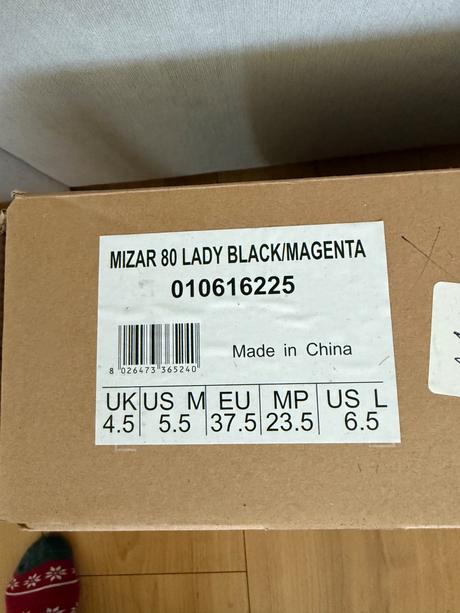 MIZAR 80 LADY BLACK/MAGENTA
010616225
8 026473 365240
Made in China
UK US M EU MP US L
4.5 5.5 37.5 23.5 6.5